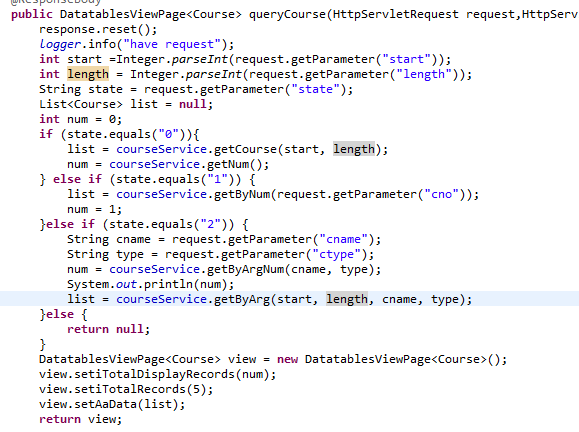 @ResponseBody
public DatatablesViewPage<Course> queryCourse(HttpServletRequest request,HttpServ
response.reset();
logger.info("have request");
int start =Integer.parseInt(request.getParameter("start"));
int length = Integer.parseInt(request.getParameter("length"));
String state = request.getParameter("state");
List<Course> list = null;
int num = 0;
if (state.equals("0")){
list = courseService.getCourse(start, length);
num = courseService.getNum();
} else if (state.equals("1")) {
list = courseService.getByNum(request.getParameter("cno"));
num = 1;
}else if (state.equals("2")) {
String cname = request.getParameter("cname");
String type = request.getParameter("ctype");
num = courseService.getByArgNum(cname, type);
System.out.println(num);
list = courseService.getByArg(start, length, cname, type);
}else {
return null;
}
DatatablesViewPage<Course> view = new DatatablesViewPage<Course>();
view.setiTotalDisplayRecords(num);
view.setiTotalRecords(5);
view.setAaData(list);
return view;